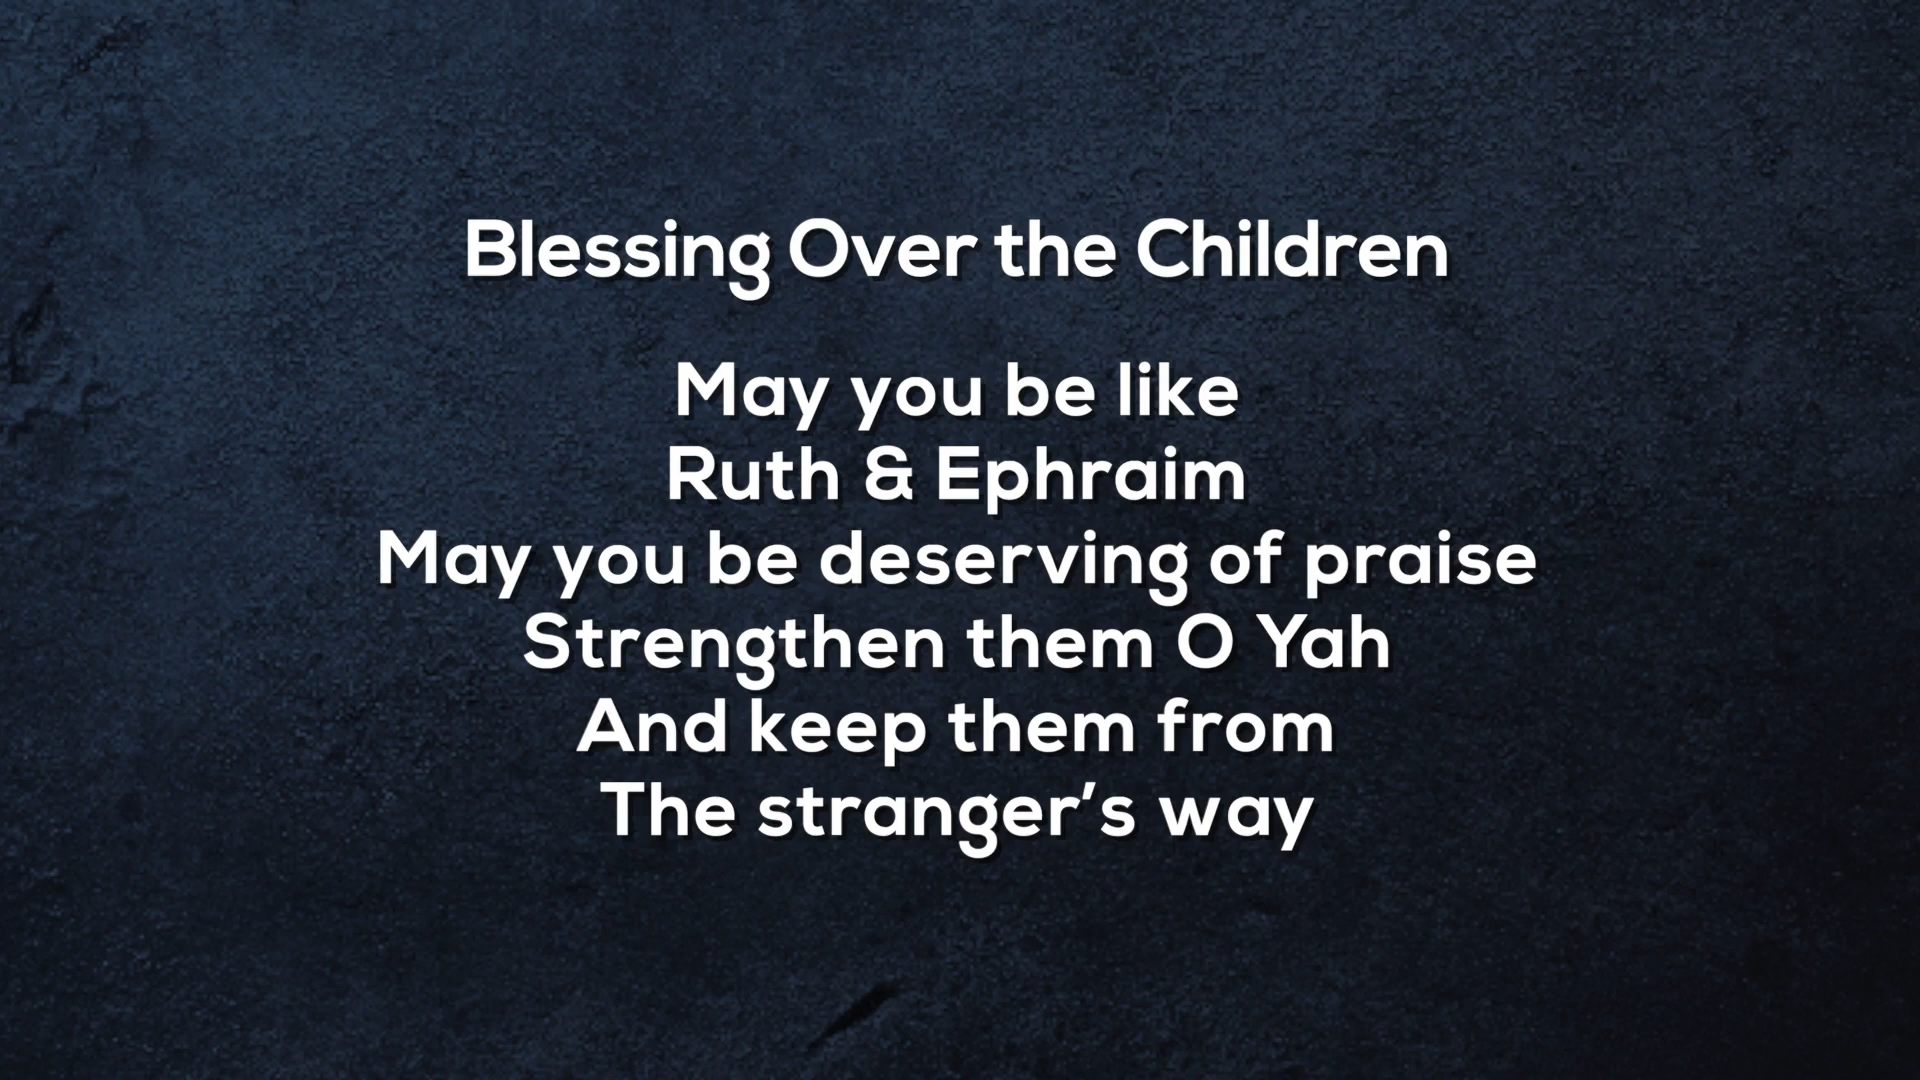 Blessing Over the Children
May you be like
Ruth & Ephraim
May you be deserving of praise
Strengthen them O Yah
And keep them from
The stranger’s way